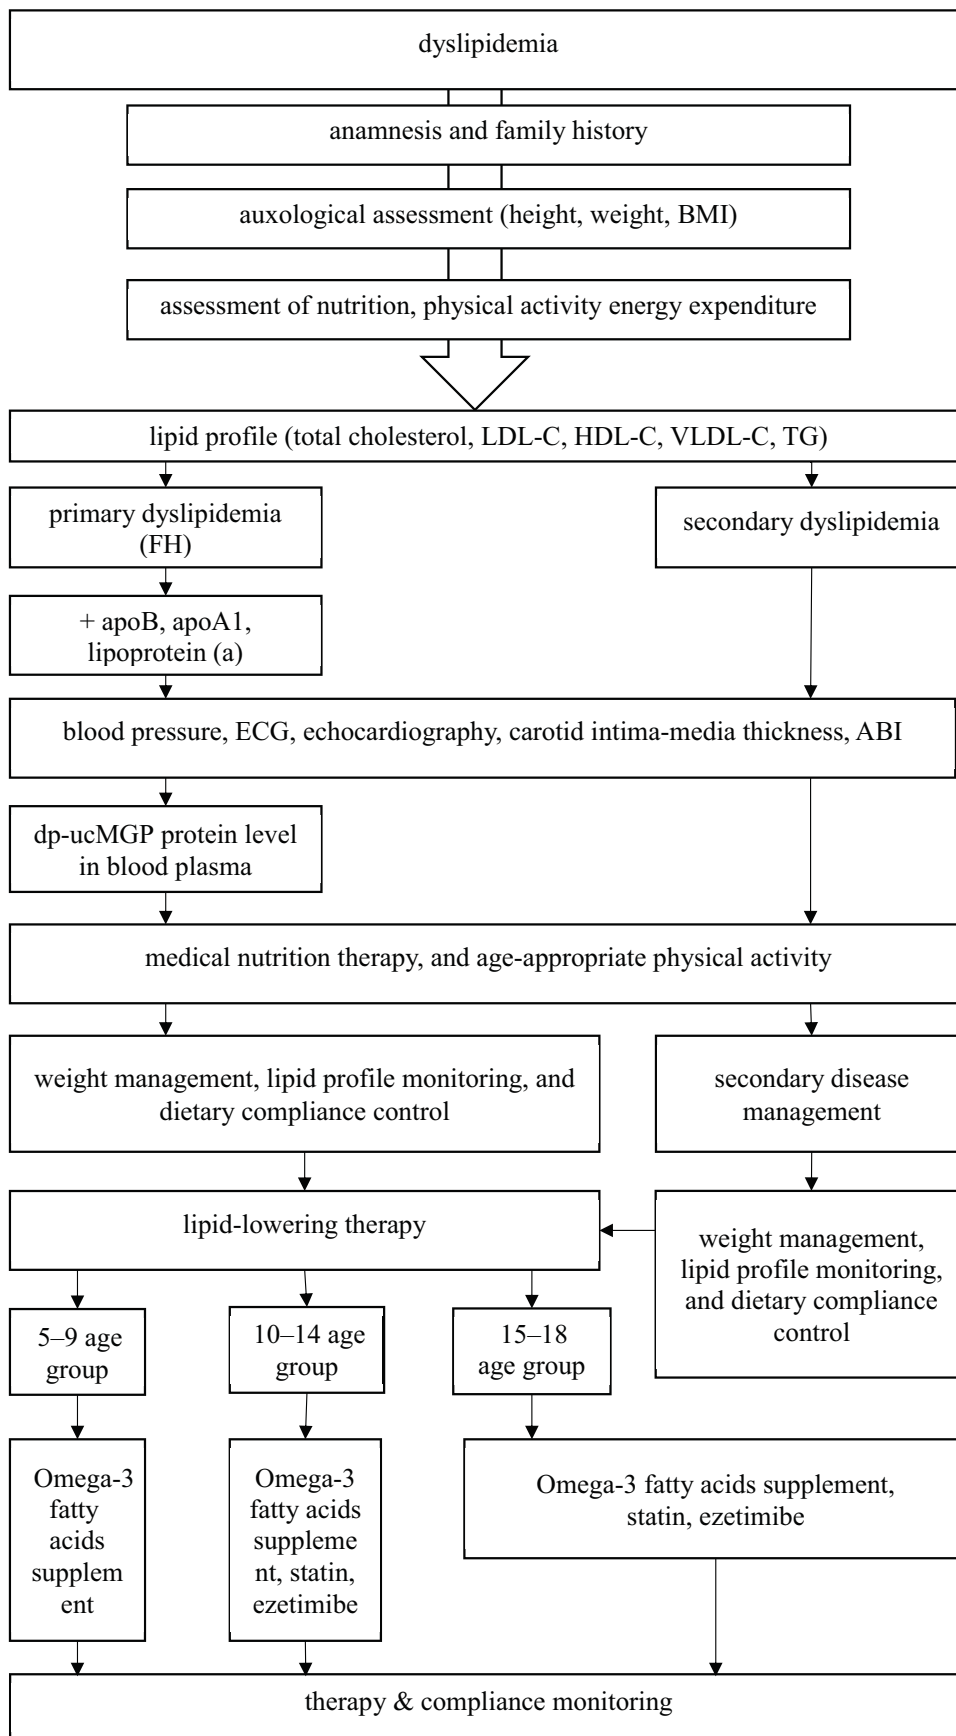 dyslipidemia
anamnesis and family history
auxological assessment (height, weight, BMI)
assessment of nutrition, physical activity energy expenditure
lipid profile (total cholesterol, LDL-C, HDL-C, VLDL-C, TG)
primary dyslipidemia
(FH)
secondary dyslipidemia
+ apoB, apoA1,
lipoprotein (a)
blood pressure, ECG, echocardiography, carotid intima-media thickness, ABI
dp-ucMGP protein level
in blood plasma
medical nutrition therapy, and age-appropriate physical activity
weight management, lipid profile monitoring, and
dietary compliance control
secondary disease
management
lipid-lowering therapy
weight management,
lipid profile monitoring,
and dietary compliance
control
5–9 age
group
10–14 age
group
15–18
age group
Omega-3
fatty
acids
supplem
ent
Omega-3
fatty acids
suppleme
nt, statin,
ezetimibe
Omega-3 fatty acids supplement,
statin, ezetimibe
therapy & compliance monitoring